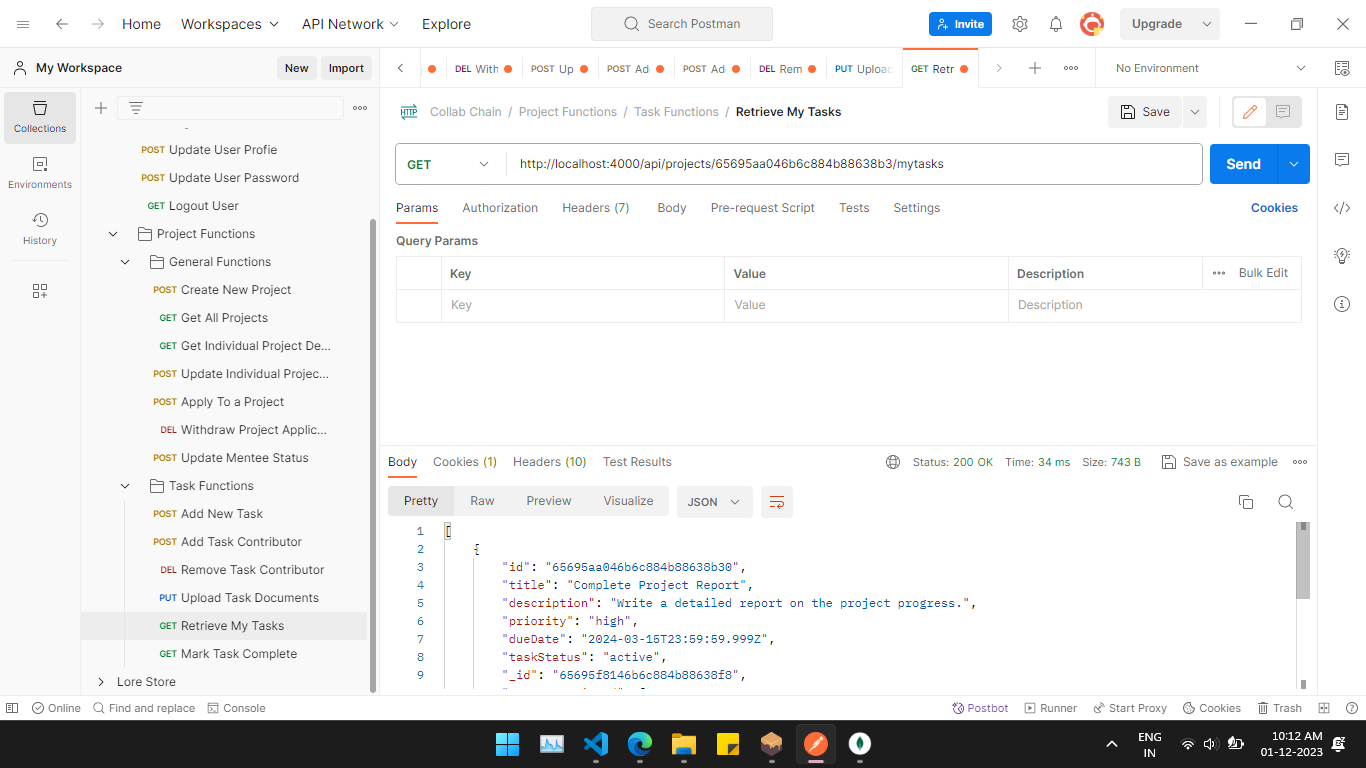 Home Workspaces API Network Explore Search Postman Invite Upgrade
My Workspace New Import
DEL With POST Up POST Ad POST Ad DEL Rem PUT Upload GET Retr No Environment
Collections
Environments
History
POST Update User Profie
POST Update User Password
GET Logout User
Project Functions
General Functions
POST Create New Project
GET Get All Projects
GET Get Individual Project De...
POST Update Individual Projec...
POST Apply To a Project
DEL Withdraw Project Applic...
POST Update Mentee Status
Task Functions
POST Add New Task
POST Add Task Contributor
DEL Remove Task Contributor
PUT Upload Task Documents
GET Retrieve My Tasks
GET Mark Task Complete
Lore Store
HTTP Collab Chain / Project Functions / Task Functions / Retrieve My Tasks Save
GET http://localhost:4000/api/projects/65695aa046b6c884b88638b3/mytasks Send
Params Authorization Headers (7) Body Pre-request Script Tests Settings Cookies
Query Params
Key Value Description Bulk Edit
Key Value Description
Body Cookies (1) Headers (10) Test Results Status: 200 OK Time: 34 ms Size: 743 B Save as example
Pretty Raw Preview Visualize JSON
1 [
2 {
3 "id": "65695aa046b6c884b88638b30",
4 "title": "Complete Project Report",
5 "description": "Write a detailed report on the project progress.",
6 "priority": "high",
7 "dueDate": "2024-03-15T23:59:59.999Z",
8 "taskStatus": "active",
9 "_id": "65695f8146b6c884b88638f8",
Online Find and replace Console Postbot Runner Start Proxy Cookies Trash
ENG
IN
10:12 AM
01-12-2023